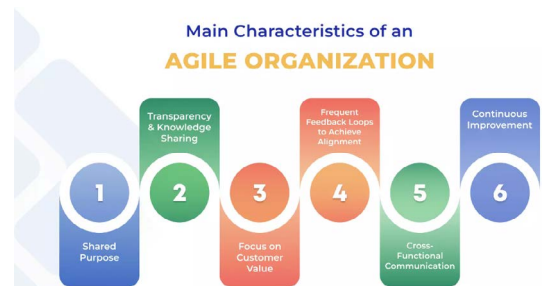 Main Characteristics of an
AGILE ORGANIZATION
1
Shared
Purpose
Transparency
& Knowledge
Sharing
2
3
Focus on
Customer
Value
Frequent
Feedback Loops
to Achieve
Alignment
4
5
Cross-
Functional
Communication
Continuous
Improvement
6